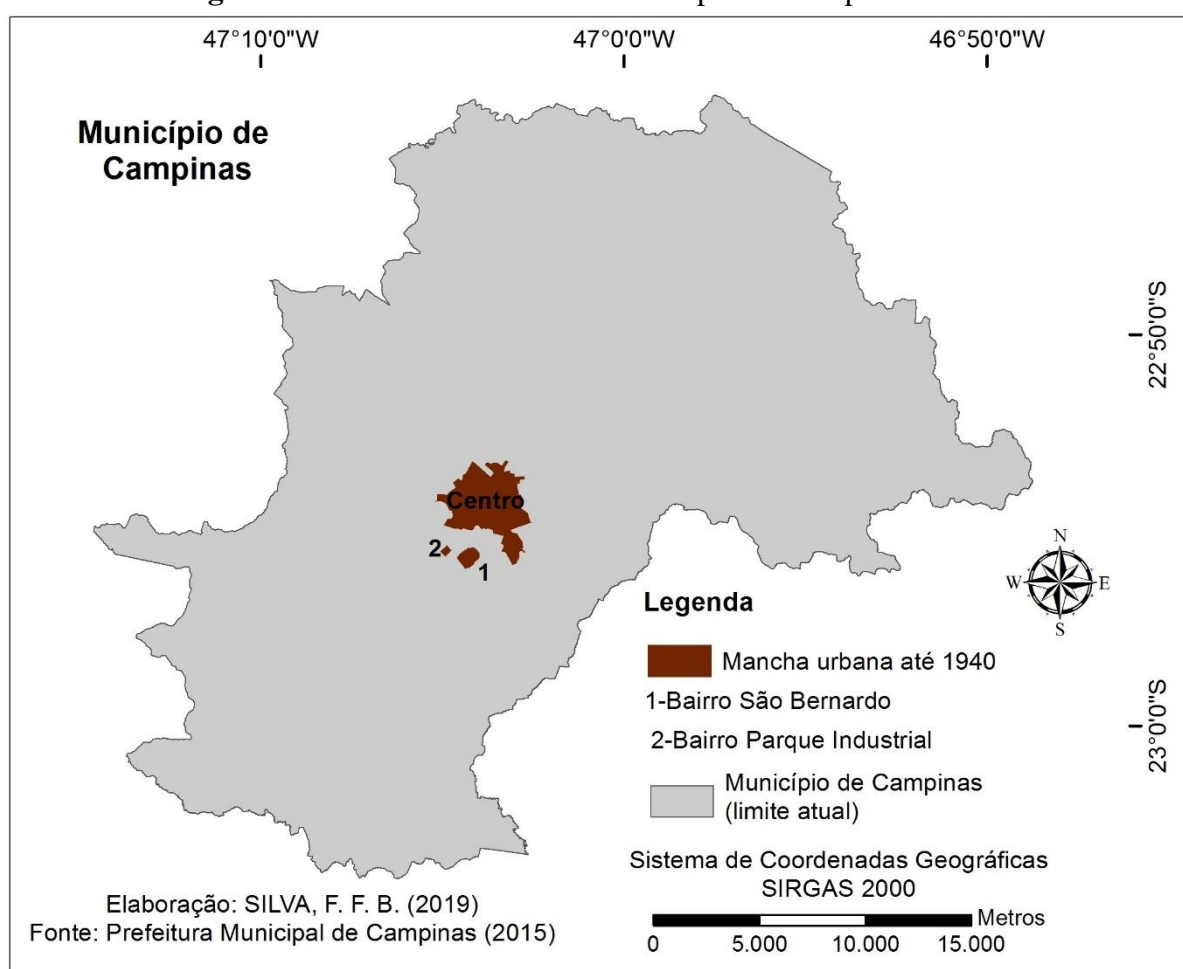 47°10'0"W 47°0'0"W 46°50'0"W
Município de
Campinas
22°50'0"S
Centro
2
1
N
W E
S
Legenda
Mancha urbana até 1940
1-Bairro São Bernardo
2-Bairro Parque Industrial
23°0'0"S
Município de Campinas
(limite atual)
Sistema de Coordenadas Geográficas
SIRGAS 2000
Metros
0 5.000 10.000 15.000
Elaboração: SILVA, F. F. B. (2019)
Fonte: Prefeitura Municipal de Campinas (2015)